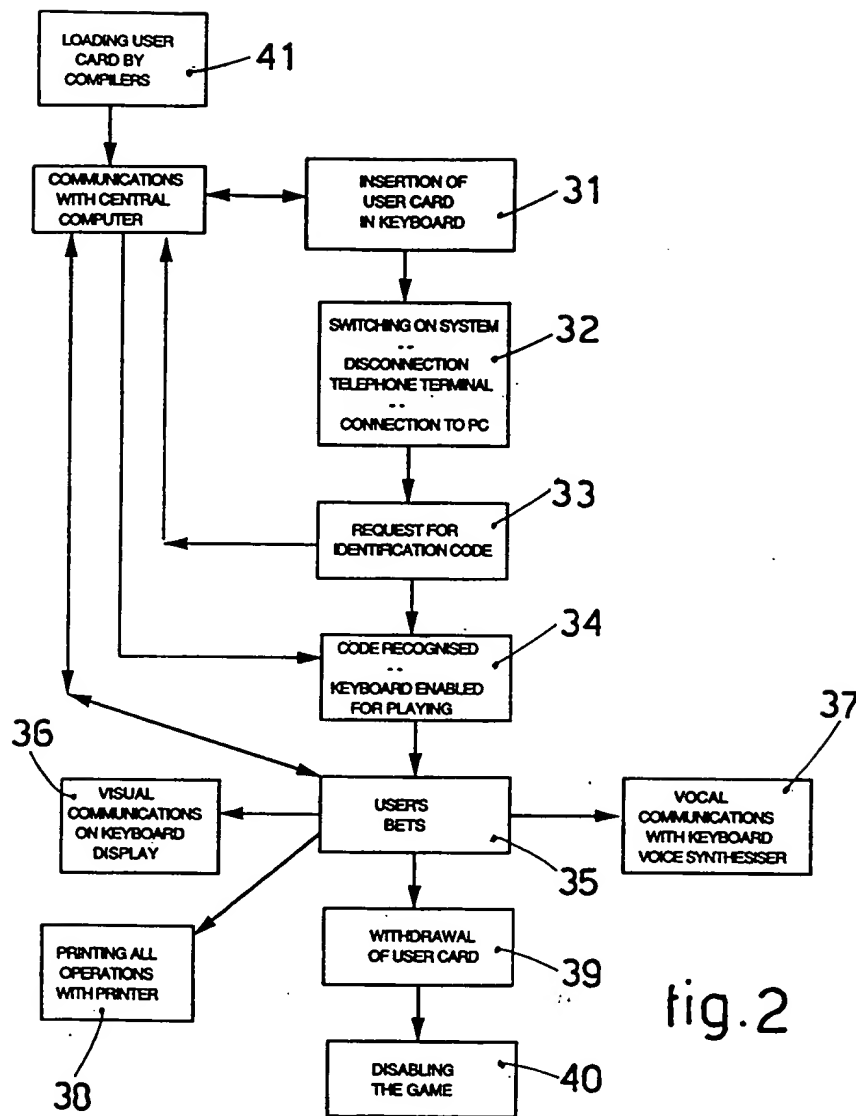 LOADING USER
CARD BY
COMPILERS
41
COMMUNICATIONS
WITH CENTRAL
COMPUTER
INSERTION OF
USER CARD
IN KEYBOARD
31
SWITCHING ON SYSTEM
--
DISCONNECTION
TELEPHONE TERMINAL
--
CONNECTION TO PC
32
REQUEST FOR
IDENTIFICATION CODE
33
CODE RECOGNISED
--
KEYBOARD ENABLED
FOR PLAYING
34
36
VISUAL
COMMUNICATIONS
ON KEYBOARD
DISPLAY
USER'S
BETS
35
37
VOCAL
COMMUNICATIONS
WITH KEYBOARD
VOICE SYNTHESISER
PRINTING ALL
OPERATIONS
WITH PRINTER
38
WITHDRAWAL
OF USER CARD
39
DISABLING
THE GAME
40
fig.2